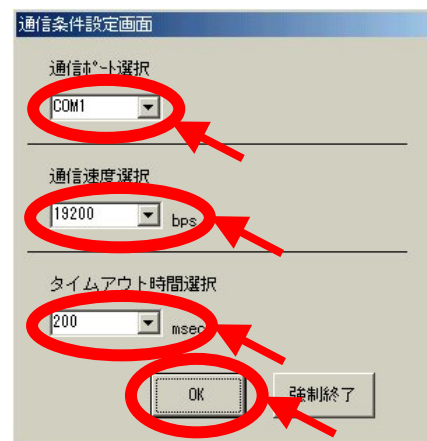 通信条件設定画面
通信ﾎﾟｰﾄ選択
COM1
通信速度選択
19200 bps
タイムアウト時間選択
200 msec
OK 強制終了